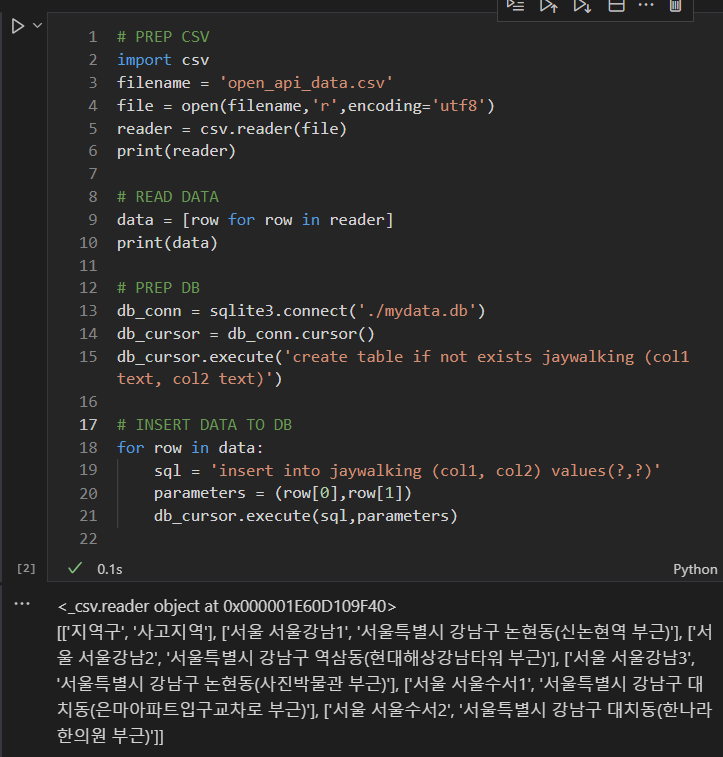 1 # PREP CSV
2 import csv
3 filename = 'open_api_data.csv'
4 file = open(filename,'r',encoding='utf8')
5 reader = csv.reader(file)
6 print(reader)
7
8 # READ DATA
9 data = [row for row in reader]
10 print(data)
11
12 # PREP DB
13 db_conn = sqlite3.connect('./mydata.db')
14 db_cursor = db_conn.cursor()
15 db_cursor.execute('create table if not exists jaywalking (col1
text, col2 text)')
16
17 # INSERT DATA TO DB
18 for row in data:
19 sql = 'insert into jaywalking (col1, col2) values(?,?)'
20 parameters = (row[0],row[1])
21 db_cursor.execute(sql,parameters)
22
[2] 0.1s Python
<_csv.reader object at 0x000001E60D109F40>
[['지역구', '사고지역'], ['서울 서울강남1', '서울특별시 강남구 논현동(신논현역 부근)'], ['서
울 서울강남2', '서울특별시 강남구 역삼동(현대해상강남타워 부근)'], ['서울 서울강남3',
'서울특별시 강남구 논현동(사진박물관 부근)'], ['서울 서울수서1', '서울특별시 강남구 대
치동(은마아파트입구교차로 부근)'], ['서울 서울수서2', '서울특별시 강남구 대치동(한나라
한의원 부근)']]